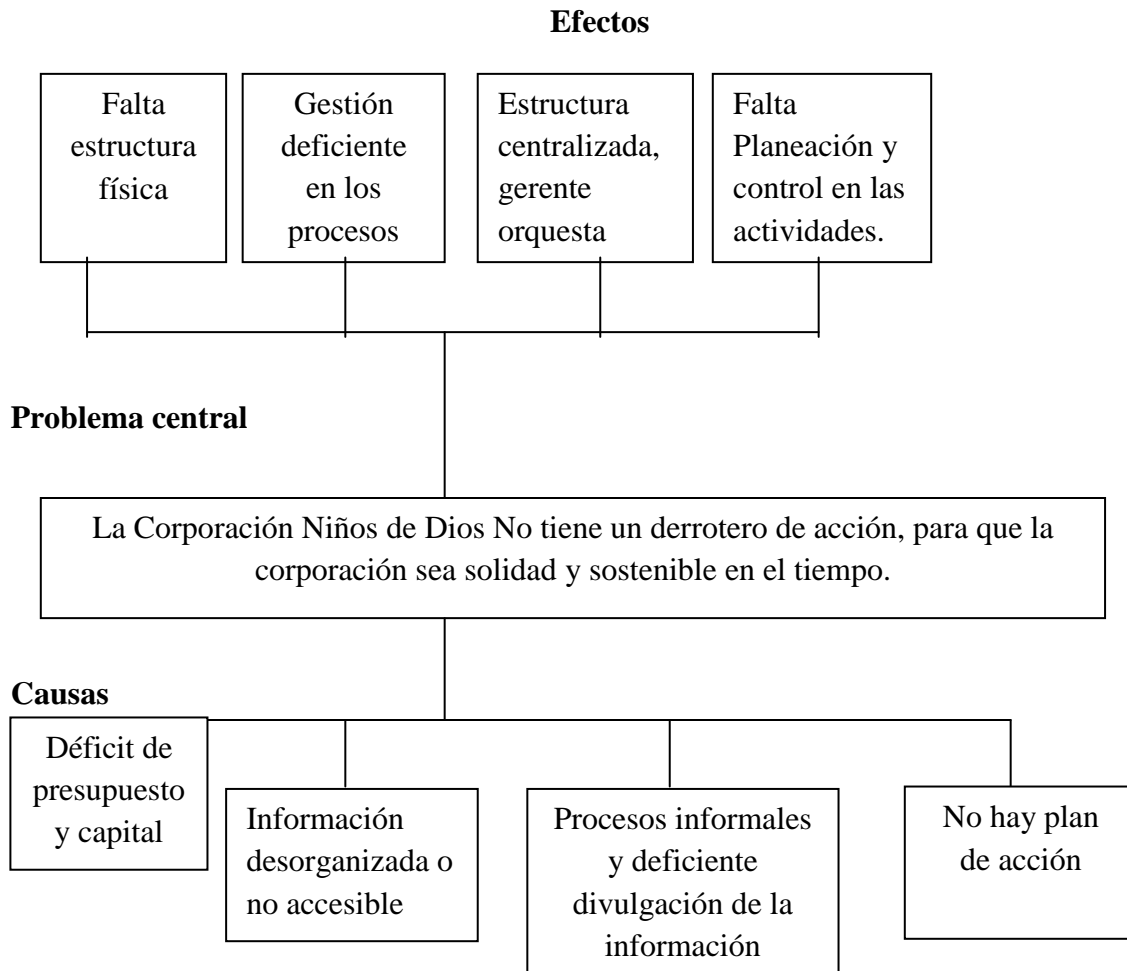 Efectos
Falta
estructura
física
Gestión
deficiente
en los
procesos
Estructura
centralizada,
gerente
orquesta
Falta
Planeación y
control en las
actividades.
Problema central
La Corporación Niños de Dios No tiene un derrotero de acción, para que la
corporación sea solidad y sostenible en el tiempo.
Causas
Déficit de
presupuesto
y capital
Información
desorganizada o
no accesible
Procesos informales
y deficiente
divulgación de la
información
No hay plan
de acción